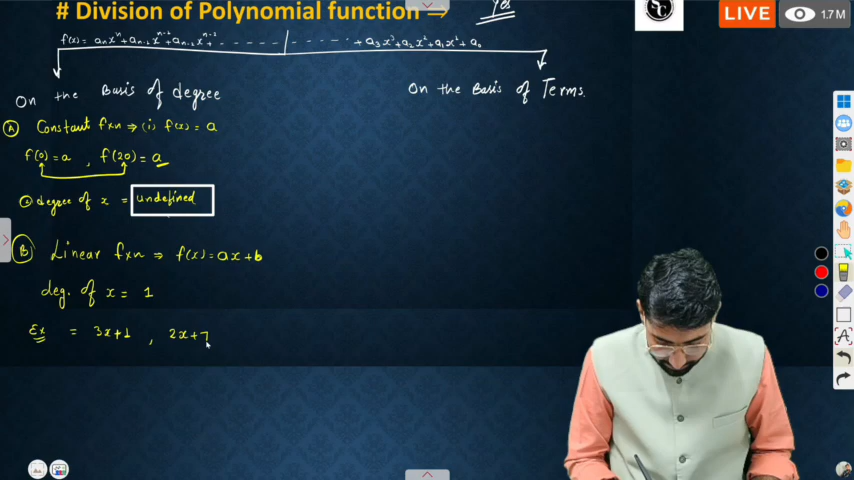 # Division of Polynomial function ⇒ Yos
LIVE 1.7M
f(x) = aₙxⁿ + aₙ₋₁xⁿ⁻¹ + aₙ₋₂xⁿ⁻² + - - - - - / - - - - - + a₃x³ + a₂x² + a₁x¹ + a₀
On the Basis of degree
On the Basis of Terms.
(A) Constant fxn ⇒ (i) f(x) = a
f(0) = a , f(20) = a
degree of x = undefined
(B) Linear fxn ⇒ f(x) = ax + b
deg. of x = 1
Ex = 3x+1 , 2x+7